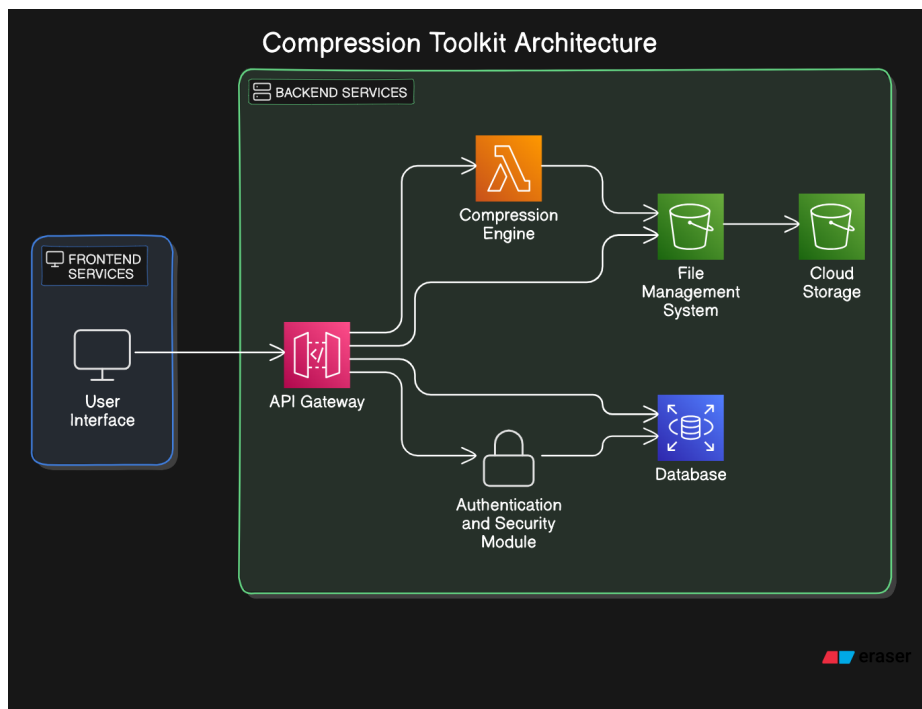 Compression Toolkit Architecture
BACKEND SERVICES
Compression
Engine
File
Management
System
Cloud
Storage
FRONTEND
SERVICES
User
Interface
</>
API Gateway
Database
Authentication
and Security
Module
eraser